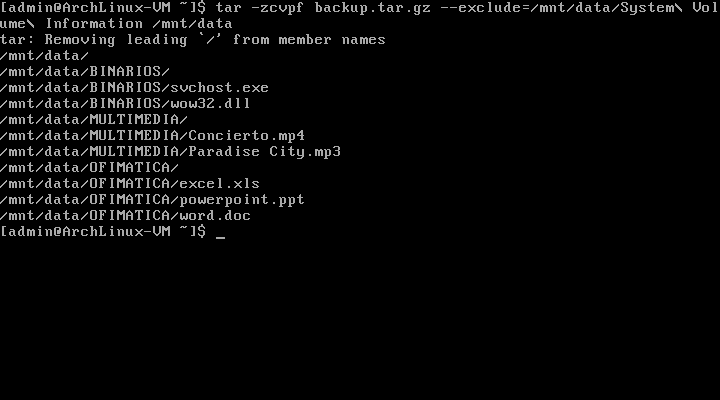 [admin@ArchLinux-VM ~]$ tar -zcvpf backup.tar.gz --exclude=/mnt/data/System\ Vol
ume\ Information /mnt/data
tar: Removing leading `/' from member names
/mnt/data/
/mnt/data/BINARIOS/
/mnt/data/BINARIOS/svchost.exe
/mnt/data/BINARIOS/wow32.dll
/mnt/data/MULTIMEDIA/
/mnt/data/MULTIMEDIA/Concierto.mp4
/mnt/data/MULTIMEDIA/Paradise City.mp3
/mnt/data/OFIMATICA/
/mnt/data/OFIMATICA/excel.xls
/mnt/data/OFIMATICA/powerpoint.ppt
/mnt/data/OFIMATICA/word.doc
[admin@ArchLinux-VM ~]$ _